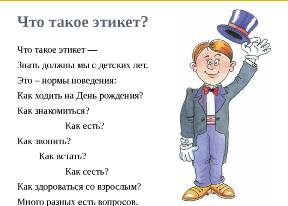 Что такое этикет?
Что такое этикет —
Знать должны мы с детских лет.
Это – нормы поведения:
Как ходить на День рождения?
Как знакомиться?
Как есть?
Как звонить?
Как встать?
Как сесть?
Как здороваться со взрослым?
Много разных есть вопросов.